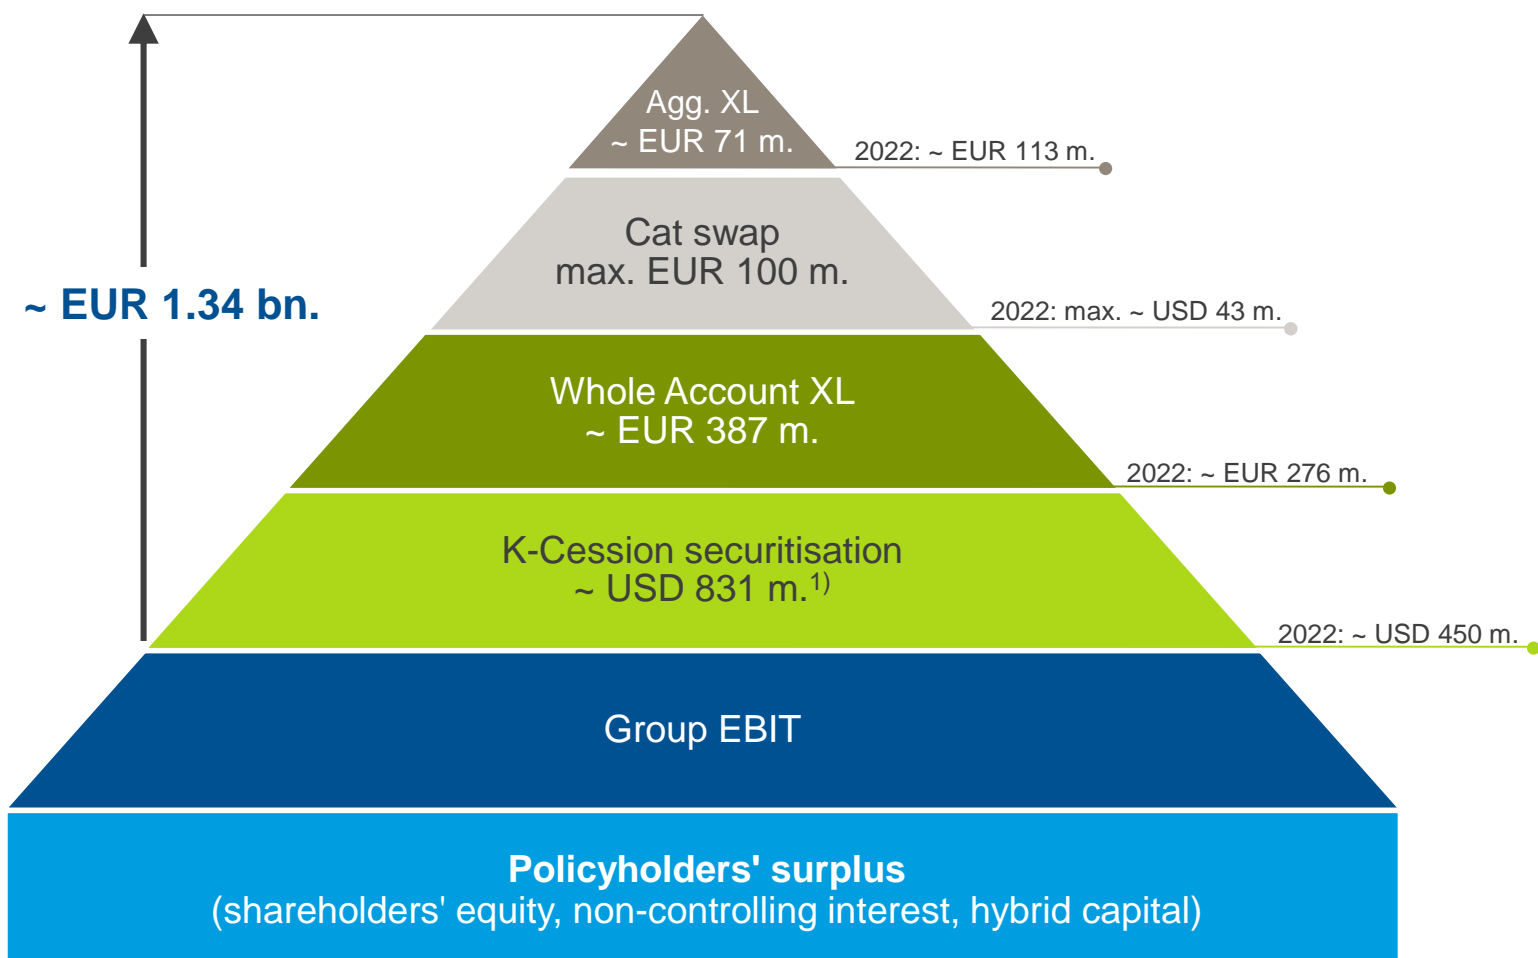 Agg. XL
~ EUR 71 m.
2022: ~ EUR 113 m.
Cat swap
max. EUR 100 m.
~ EUR 1.34 bn.
2022: max. ~ USD 43 m.
Whole Account XL
~ EUR 387 m.
2022: ~ EUR 276 m.
K-Cession securitisation
~ USD 831 m.1)
2022: ~ USD 450 m.
Group EBIT
Policyholders' surplus
(shareholders' equity, non-controlling interest, hybrid capital)